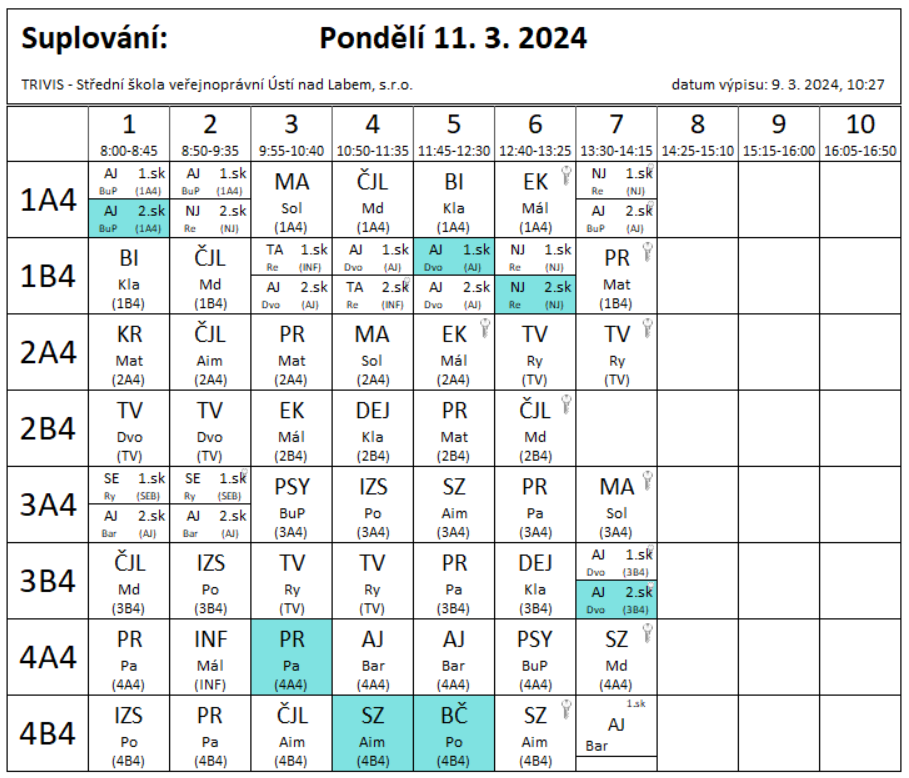 Suplování: Pondělí 11. 3. 2024
TRIVIS - Střední škola veřejnoprávní Ústí nad Labem, s.r.o. datum výpisu: 9. 3. 2024, 10:27
1 2 3 4 5 6 7 8 9 10
8:00-8:45 8:50-9:35 9:55-10:40 10:50-11:35 11:45-12:30 12:40-13:25 13:30-14:15 14:25-15:10 15:15-16:00 16:05-16:50
1A4
AJ 1.sk
BuP (1A4)
AJ 2.sk
BuP (1A4)
AJ 1.sk
BuP (1A4)
NJ 2.sk
Re (NJ)
MA
Sol
(1A4)
ČJL
Md
(1A4)
BI
Kla
(1A4)
EK
Mál
(1A4)
NJ 1.sk
Re (NJ)
AJ 2.sk
BuP (AJ)
1B4
BI
Kla
(1B4)
ČJL
Md
(1B4)
TA 1.sk
Re (INF)
AJ 2.sk
Dvo (AJ)
AJ 1.sk
Dvo (AJ)
TA 2.sk
Re (INF)
AJ 1.sk
Dvo (AJ)
AJ 2.sk
Dvo (AJ)
NJ 1.sk
Re (NJ)
NJ 2.sk
Re (NJ)
PR
Mat
(1B4)
2A4
KR
Mat
(2A4)
ČJL
Aim
(2A4)
PR
Mat
(2A4)
MA
Sol
(2A4)
EK
Mál
(2A4)
TV
Ry
(TV)
TV
Ry
(TV)
2B4
TV
Dvo
(TV)
TV
Dvo
(TV)
EK
Mál
(2B4)
DEJ
Kla
(2B4)
PR
Mat
(2B4)
ČJL
Md
(2B4)
3A4
SE 1.sk
Ry (SEB)
AJ 2.sk
Bar (AJ)
SE 1.sk
Ry (SEB)
AJ 2.sk
Bar (AJ)
PSY
BuP
(3A4)
IZS
Po
(3A4)
SZ
Aim
(3A4)
PR
Pa
(3A4)
MA
Sol
(3A4)
3B4
ČJL
Md
(3B4)
IZS
Po
(3B4)
TV
Ry
(TV)
TV
Ry
(TV)
PR
Pa
(3B4)
DEJ
Kla
(3B4)
AJ 1.sk
Dvo (3B4)
AJ 2.sk
Dvo (3B4)
4A4
PR
Pa
(4A4)
INF
Mál
(INF)
PR
Pa
(4A4)
AJ
Bar
(4A4)
AJ
Bar
(4A4)
PSY
BuP
(4A4)
SZ
Md
(4A4)
4B4
IZS
Po
(4B4)
PR
Pa
(4B4)
ČJL
Aim
(4B4)
SZ
Aim
(4B4)
BČ
Po
(4B4)
SZ
Aim
(4B4)
1.sk
AJ
Bar